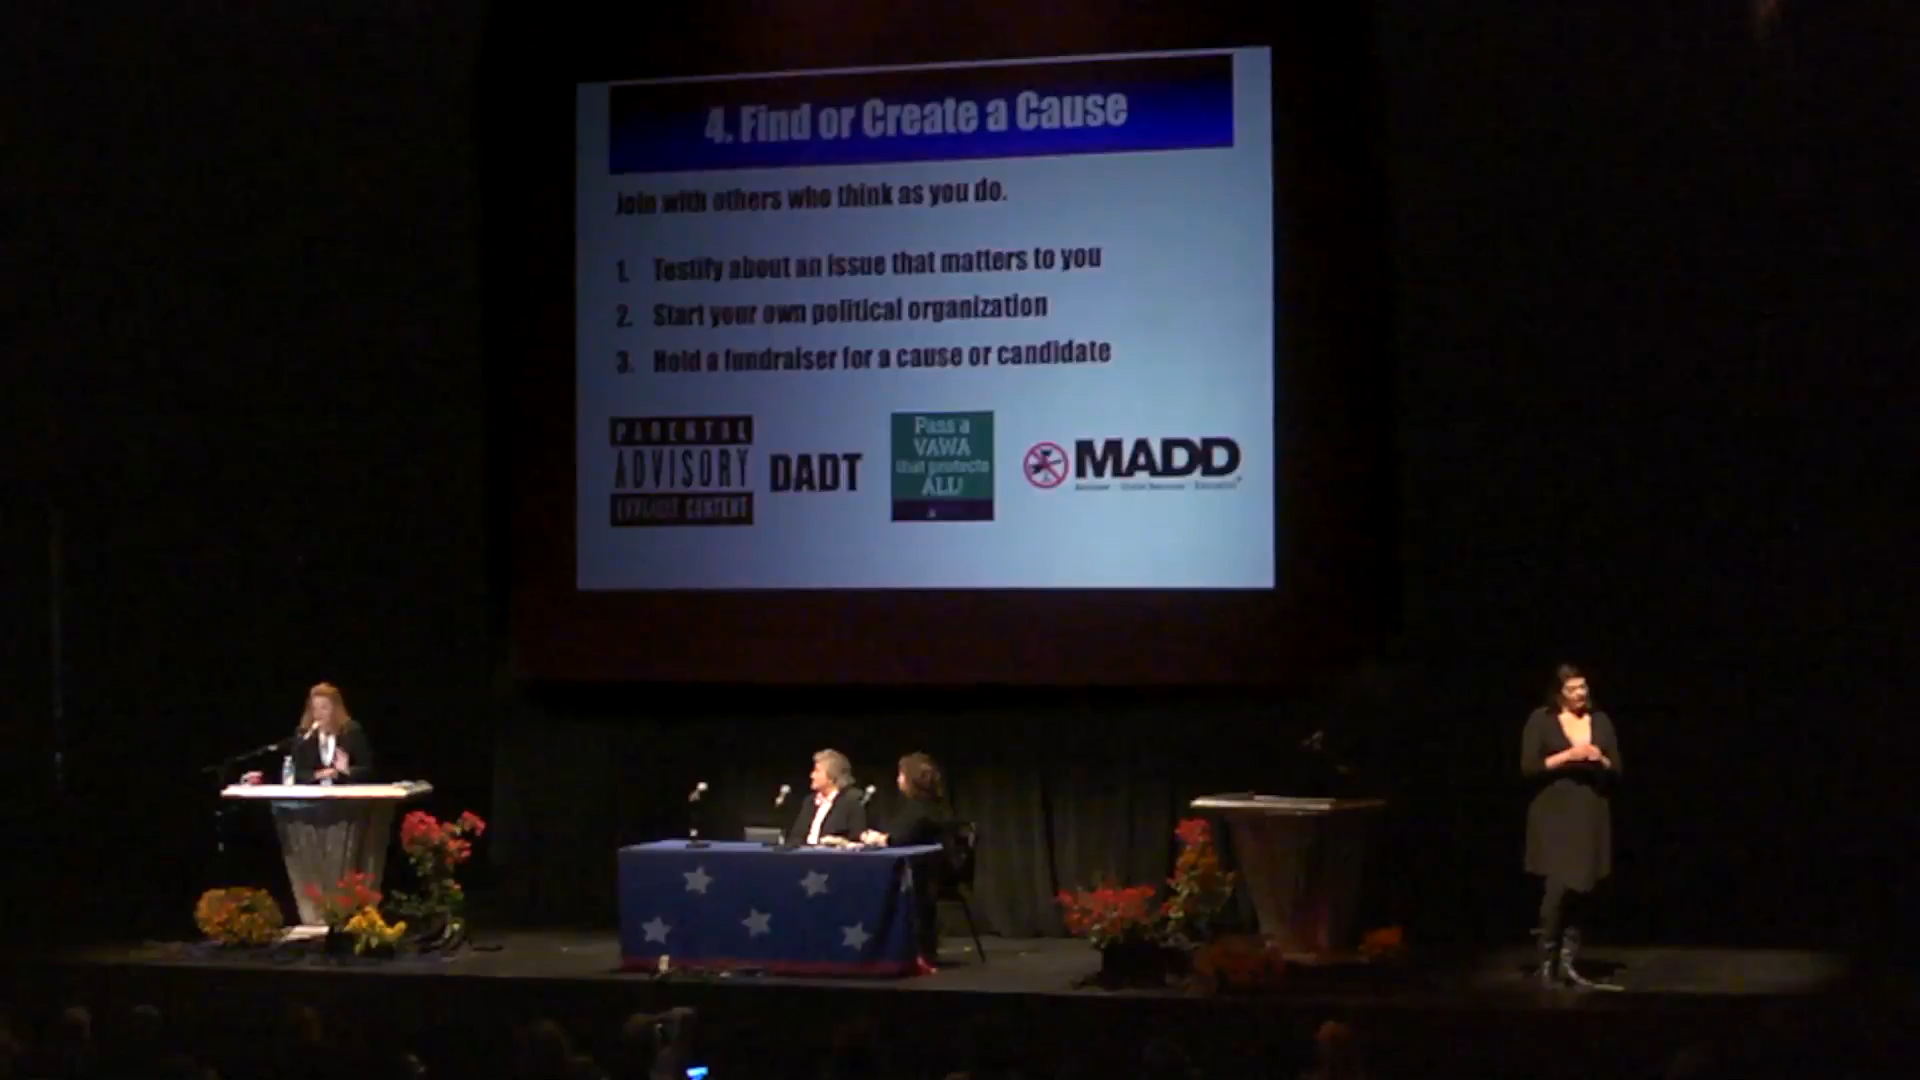 4. Find or Create a Cause
Join with others who think as you do.
1. Testify about an issue that matters to you
2. Start your own political organization
3. Hold a fundraiser for a cause or candidate
PARENTAL
ADVISORY
EXPLICIT CONTENT
DADT
Pass a
VAWA
that protects
ALL!
MADD